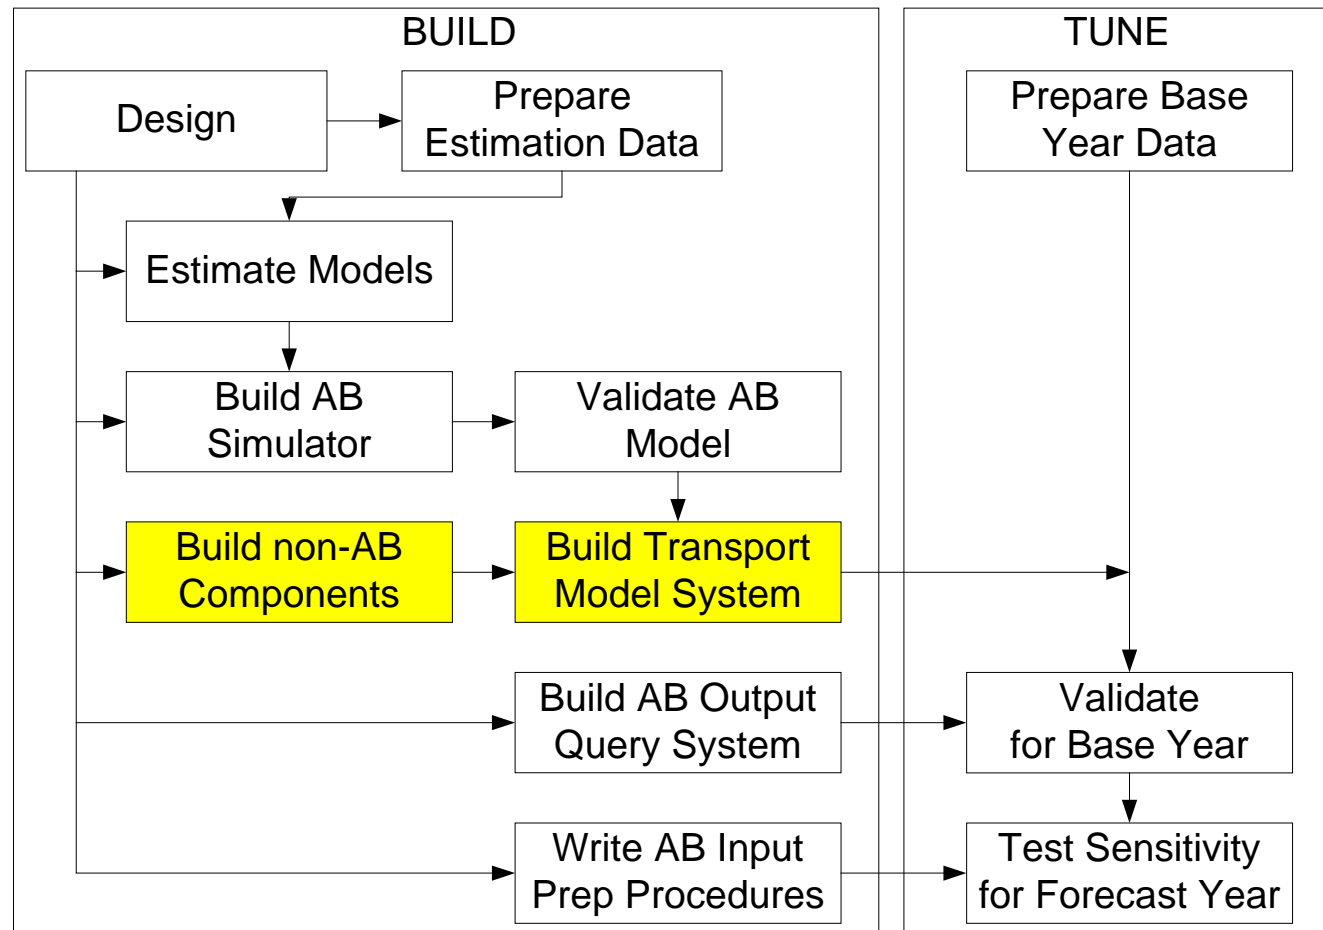 BUILD
TUNE
Design
Prepare
Estimation Data
Prepare Base
Year Data
Estimate Models
Build AB
Simulator
Validate AB
Model
Build non-AB
Components
Build Transport
Model System
Build AB Output
Query System
Validate
for Base Year
Write AB Input
Prep Procedures
Test Sensitivity
for Forecast Year